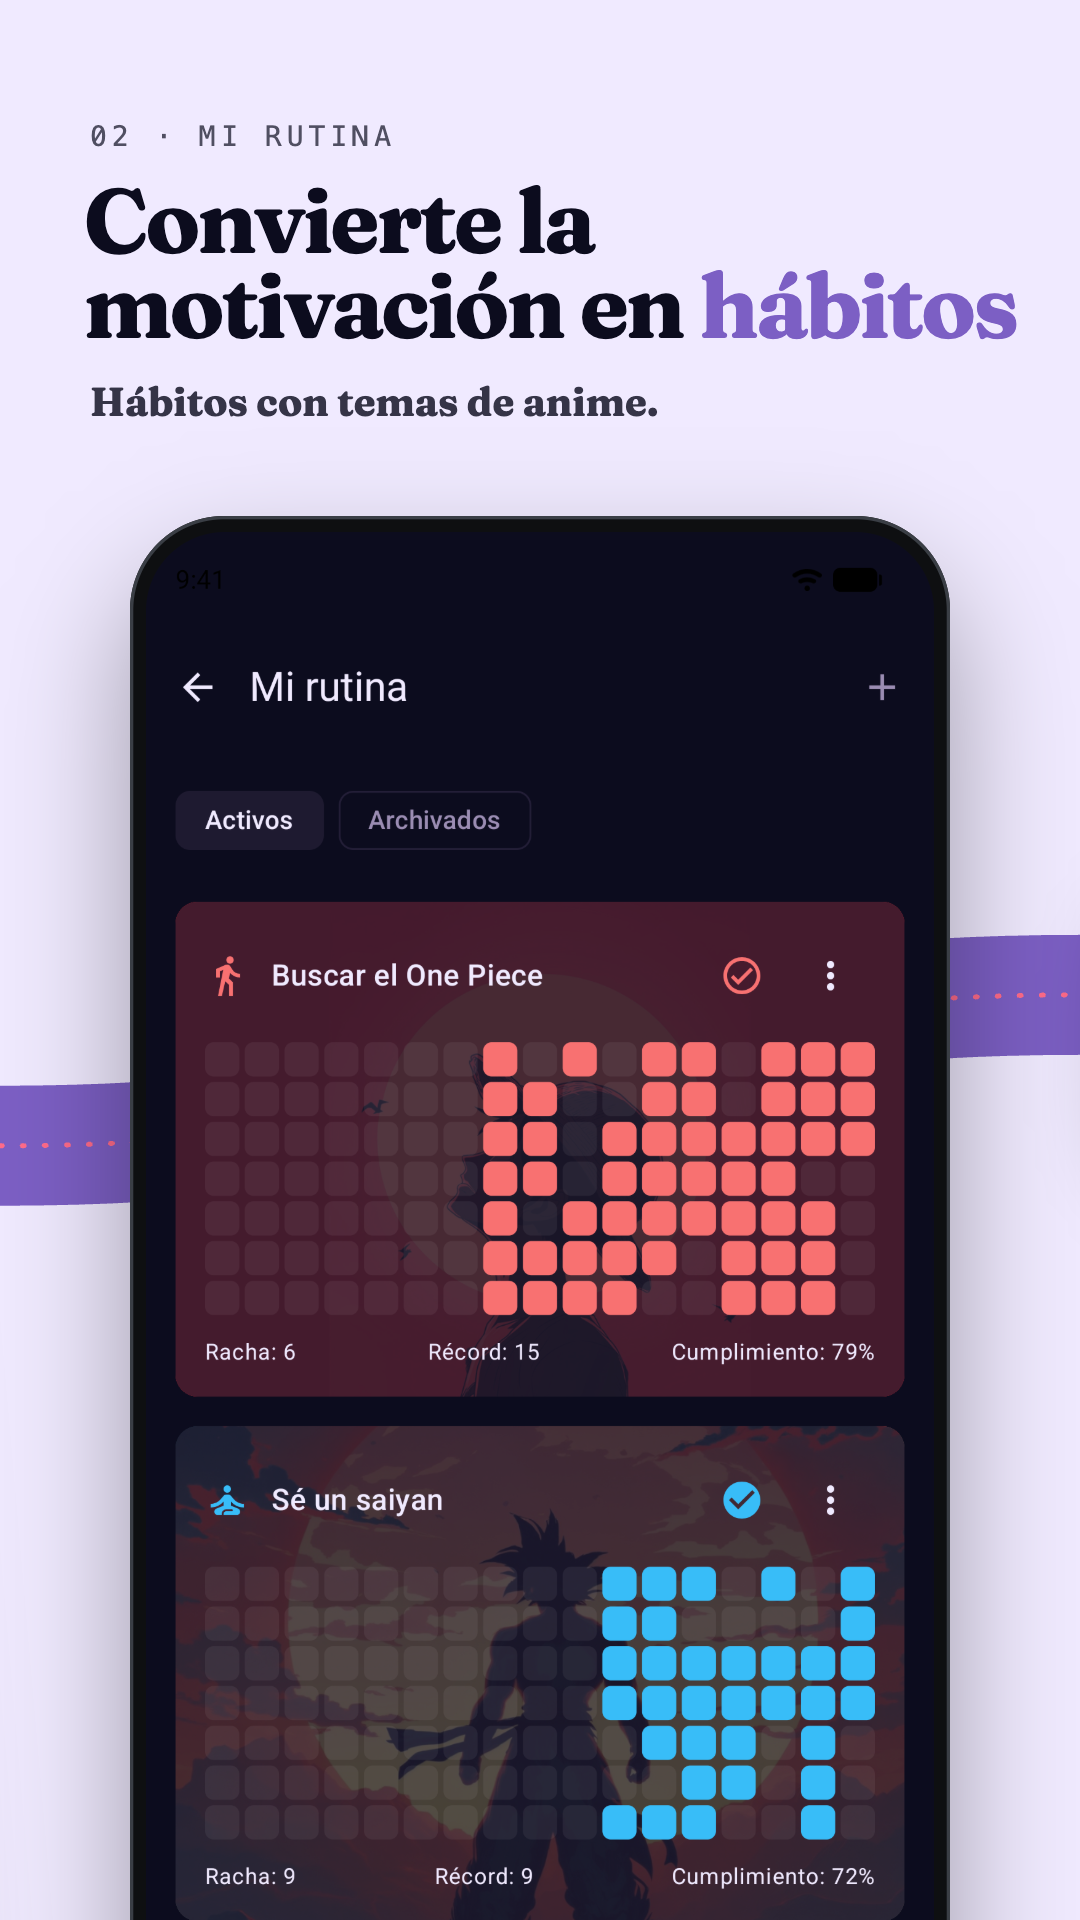 02 · MI RUTINA
Convierte la
motivación en hábitos
Hábitos con temas de anime.
9:41
Mi rutina
Activos
Archivados
Buscar el One Piece
Racha: 6
Récord: 15
Cumplimiento: 79%
Sé un saiyan
Racha: 9
Récord: 9
Cumplimiento: 72%